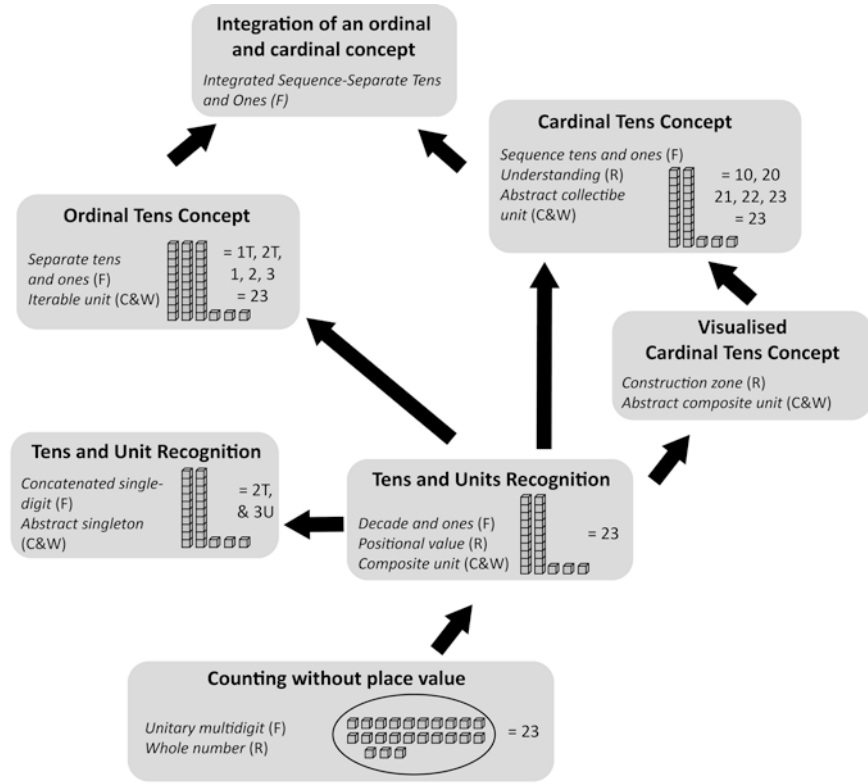 Integration of an ordinal
and cardinal concept
Integrated Sequence-Separate Tens
and Ones (F)
Cardinal Tens Concept
Sequence tens and ones (F)
Understanding (R)
Abstract collectibe
unit (C&W)
= 10, 20
21, 22, 23
= 23
Ordinal Tens Concept
Separate tens
and ones (F)
Iterable unit (C&W)
= 1T, 2T,
1, 2, 3
= 23
Visualised
Cardinal Tens Concept
Construction zone (R)
Abstract composite unit (C&W)
Tens and Unit Recognition
Concatenated single-
digit (F)
Abstract singleton
(C&W)
= 2T,
& 3U
Tens and Units Recognition
Decade and ones (F)
Positional value (R)
Composite unit (C&W)
= 23
Counting without place value
Unitary multidigit (F)
Whole number (R)
= 23